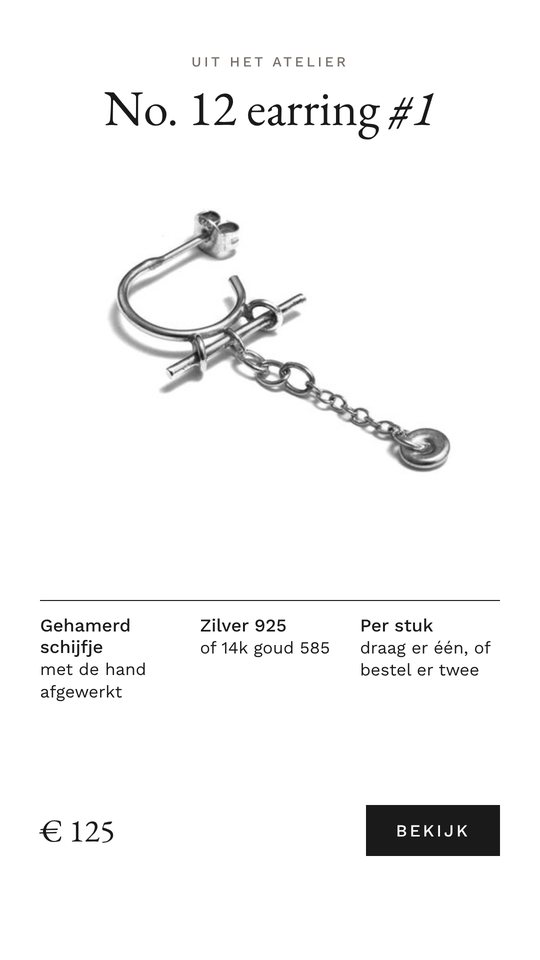 UIT HET ATELIER
No. 12 earring #1
Gehamerd
schijfje
met de hand
afgewerkt
Zilver 925
of 14k goud 585
Per stuk
draag er één, of
bestel er twee
€ 125
BEKIJK